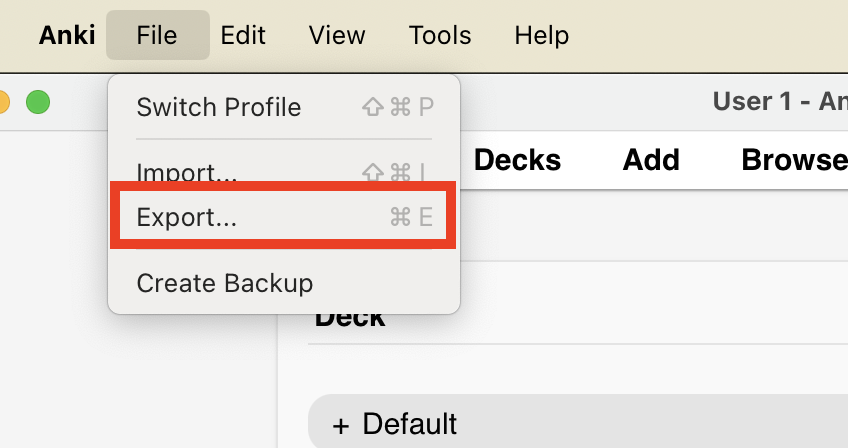 Anki File Edit View Tools Help
User 1 - An
Switch Profile ⇧⌘P
Import... ⇧⌘I
Decks Add Browse
Export... ⌘E
Create Backup
Deck
+ Default